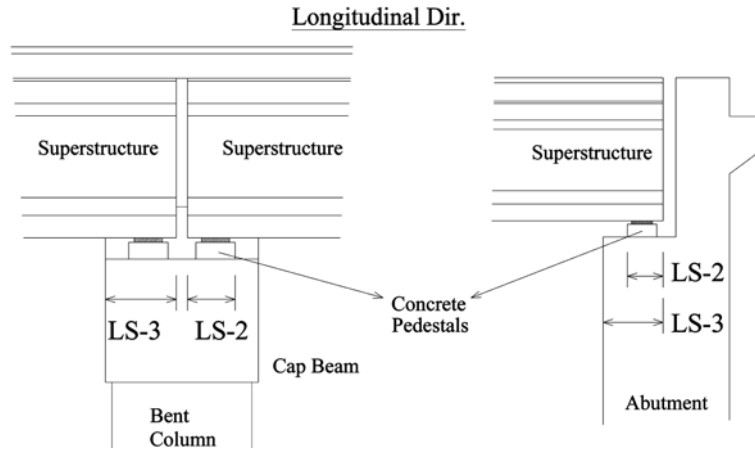 Longitudinal Dir.
Superstructure
Superstructure
Superstructure
LS-3
LS-2
Concrete
Pedestals
LS-2
LS-3
Cap Beam
Abutment
Bent
Column